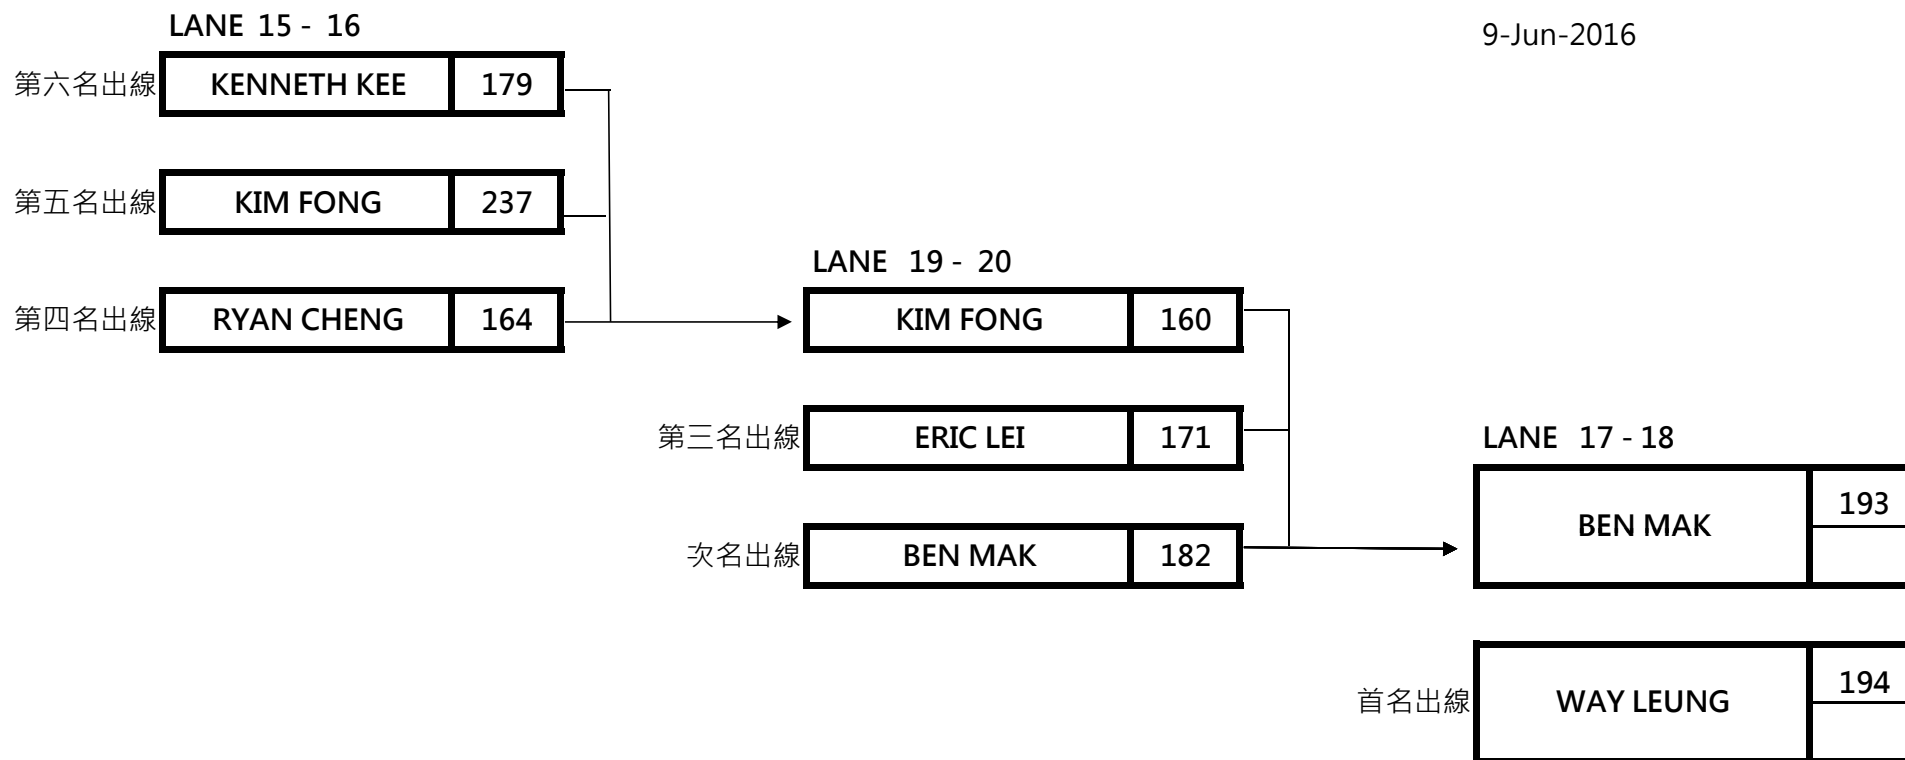 LANE 15 - 16
9-Jun-2016
第六名出線 KENNETH KEE 179
第五名出線 KIM FONG 237
LANE 19 - 20
第四名出線 RYAN CHENG 164
KIM FONG 160
第三名出線 ERIC LEI 171
LANE 17 - 18
BEN MAK 193
次名出線 BEN MAK 182
首名出線 WAY LEUNG 194